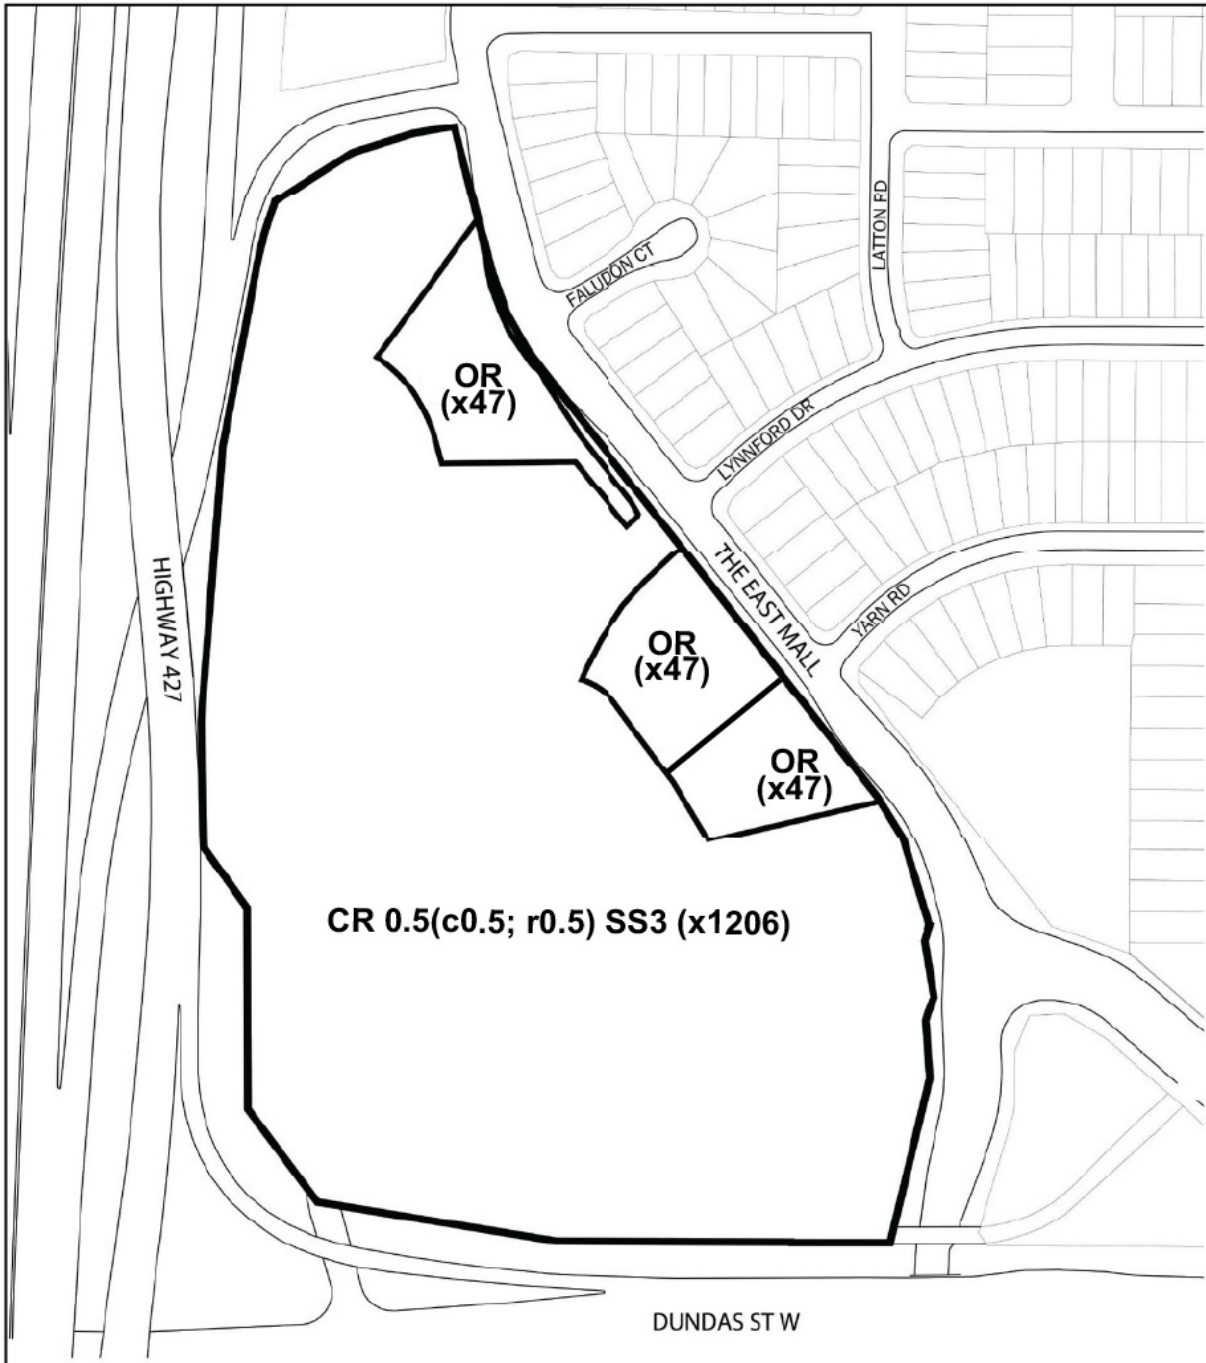 LATTON FD
FALUDON CT
OR
(x47)
LYNNFORD DR
HIGHWAY 427
THE EAST MALL
YARN RD
OR
(x47)
OR
(x47)
CR 0.5(c0.5; r0.5) SS3 (x1206)
DUNDAS ST W